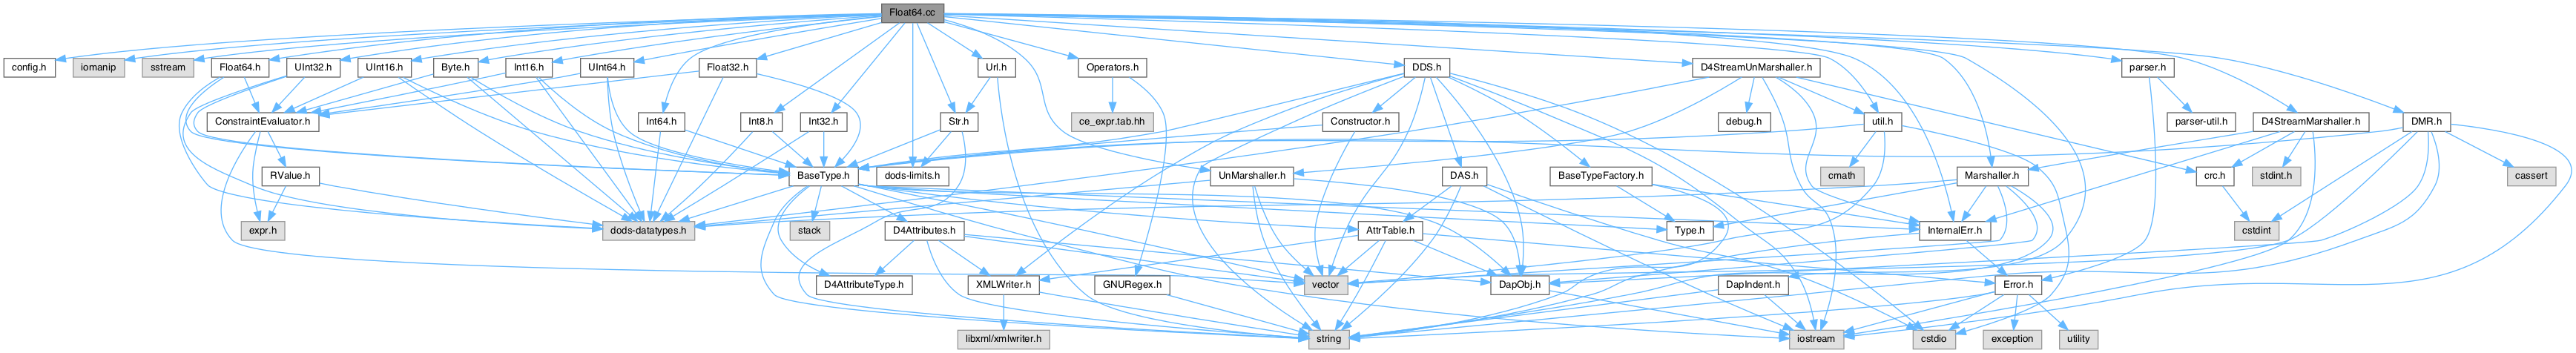 Float64.cc
config.h
iomanip
sstream
Float64.h
UInt32.h
UInt16.h
Byte.h
Int16.h
UInt64.h
Float32.h
Url.h
Operators.h
DDS.h
D4StreamUnMarshaller.h
parser.h
ConstraintEvaluator.h
Int64.h
Int8.h
Int32.h
Str.h
ce_expr.tab.hh
Constructor.h
debug.h
util.h
parser-util.h
D4StreamMarshaller.h
DMR.h
RValue.h
BaseType.h
dods-limits.h
UnMarshaller.h
DAS.h
BaseTypeFactory.h
cmath
Marshaller.h
crc.h
stdint.h
cassert
expr.h
dods-datatypes.h
stack
D4Attributes.h
AttrTable.h
Type.h
InternalErr.h
cstdint
D4AttributeType.h
XMLWriter.h
GNURegex.h
vector
DapObj.h
DapIndent.h
Error.h
libxml/xmlwriter.h
string
iostream
cstdio
exception
utility